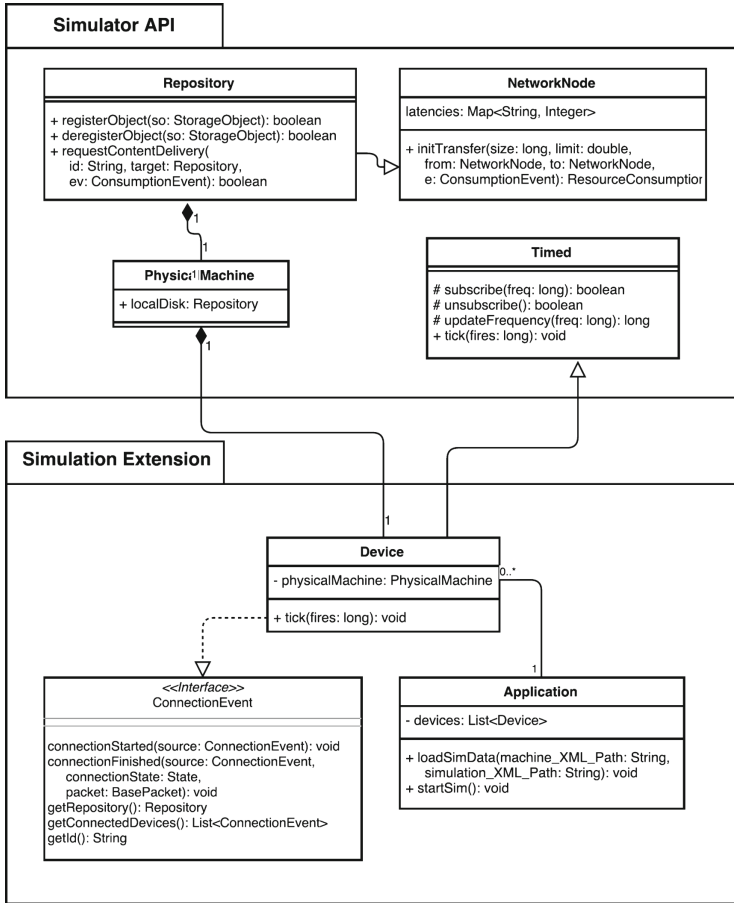 Simulator API
Repository
+ registerObject(so: StorageObject): boolean
+ deregisterObject(so: StorageObject): boolean
+ requestContentDelivery(
id: String, target: Repository,
ev: ConsumptionEvent): boolean
NetworkNode
latencies: Map<String, Integer>
+ initTransfer(size: long, limit: double,
from: NetworkNode, to: NetworkNode,
e: ConsumptionEvent): ResourceConsumption
1
1
PhysicalMachine
1
+ localDisk: Repository
1
Timed
# subscribe(freq: long): boolean
# unsubscribe(): boolean
# updateFrequency(freq: long): long
+ tick(fires: long): void
Simulation Extension
1
Device
- physicalMachine: PhysicalMachine
+ tick(fires: long): void
0..*
1
<<Interface>>
ConnectionEvent
connectionStarted(source: ConnectionEvent): void
connectionFinished(source: ConnectionEvent,
connectionState: State,
packet: BasePacket): void
getRepository(): Repository
getConnectedDevices(): List<ConnectionEvent>
getId(): String
Application
- devices: List<Device>
+ loadSimData(machine_XML_Path: String,
simulation_XML_Path: String): void
+ startSim(): void